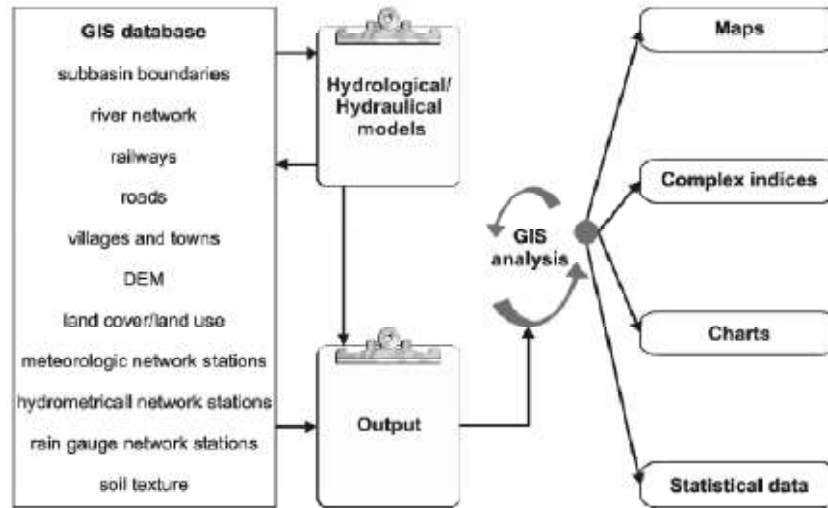 GIS database
subbasin boundaries
river network
railways
roads
villages and towns
DEM
land cover/land use
meteorologic network stations
hydrometricall network stations
rain gauge network stations
soil texture
Hydrological/
Hydraulical
models
Output
GIS
analysis
Maps
Complex indices
Charts
Statistical data